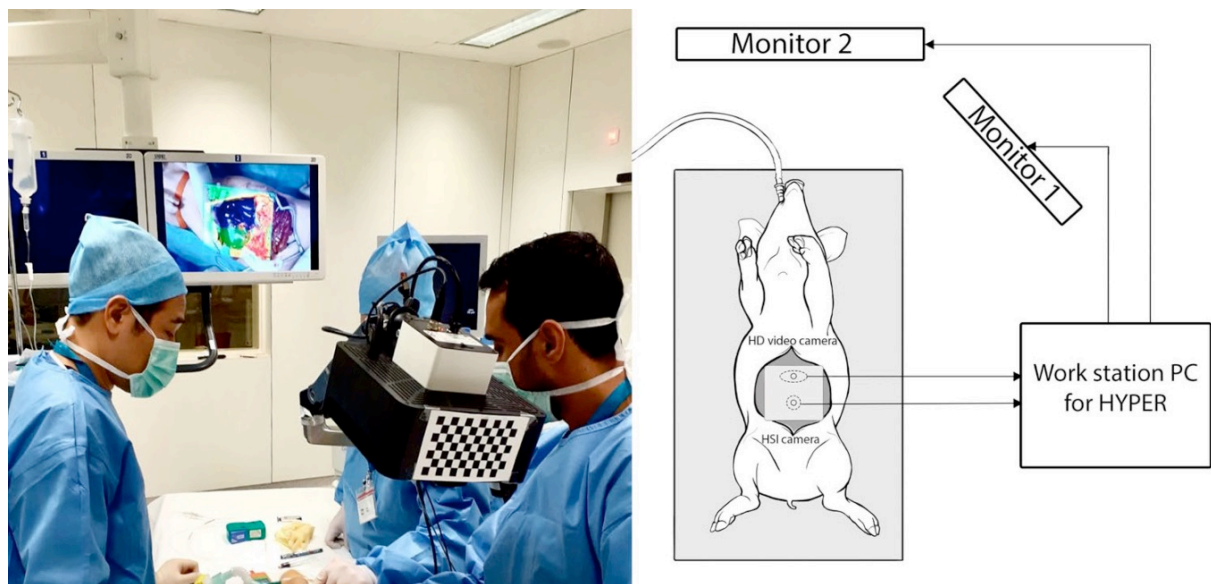 Monitor 2
Monitor 1
HD video camera
HSI camera
Work station PC
for HYPER